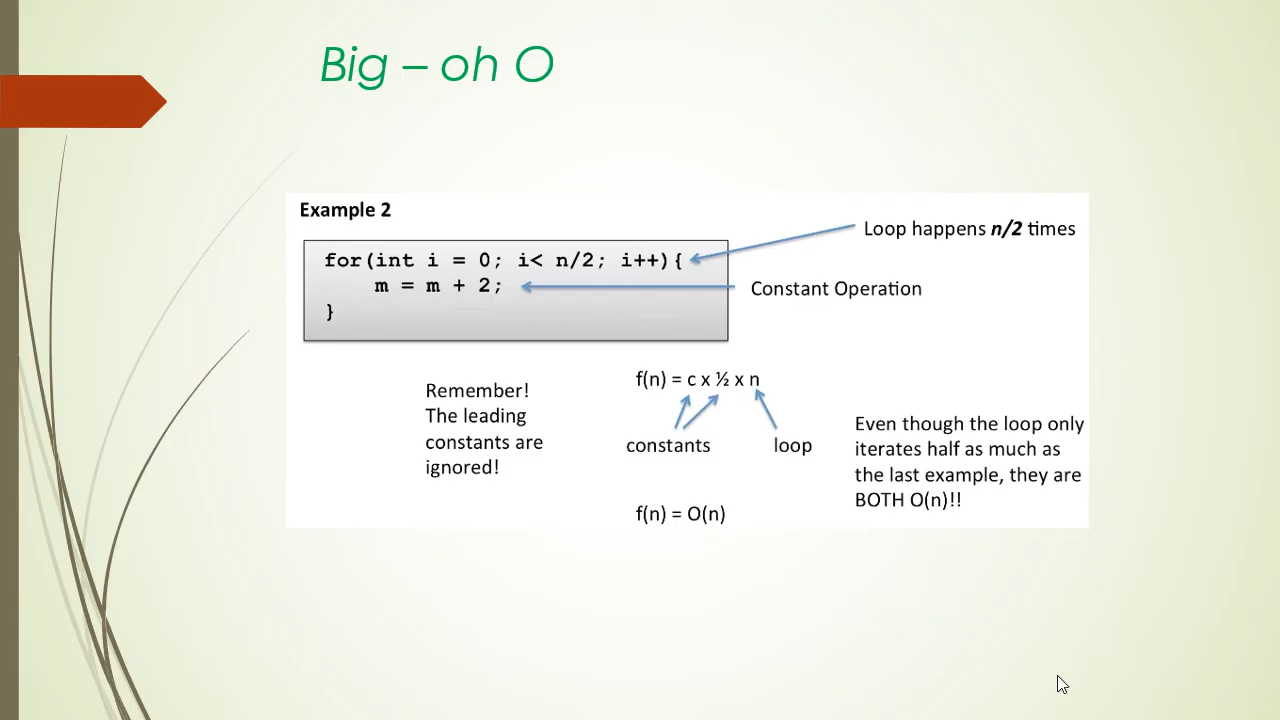 Big – oh O
Example 2
Loop happens n/2 times
for(int i = 0; i< n/2; i++){
m = m + 2;
Constant Operation
}
f(n) = c x ½ x n
Remember!
The leading
constants are
ignored!
constants
loop
Even though the loop only
iterates half as much as
the last example, they are
BOTH O(n)!!
f(n) = O(n)